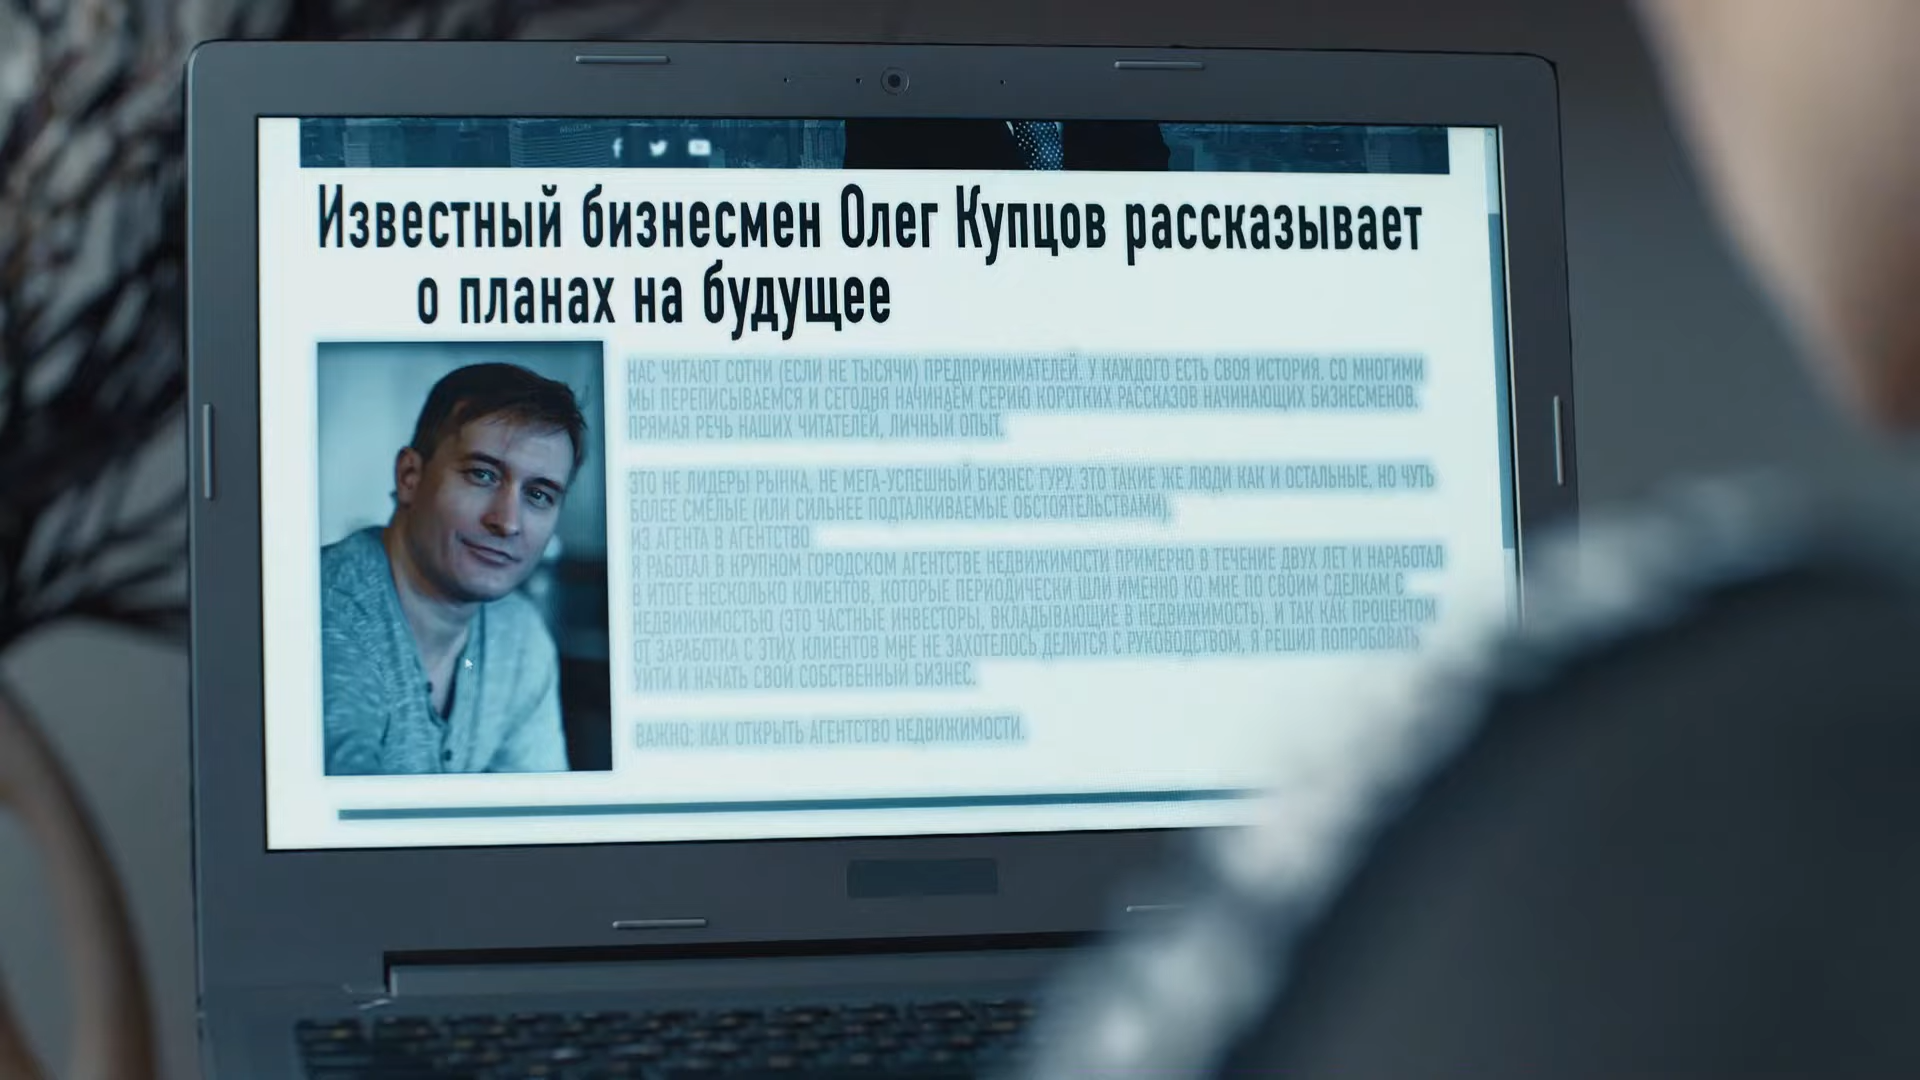 Известный бизнесмен Олег Купцов рассказывает
о планах на будущее
НАС ЧИТАЮТ СОТНИ (ЕСЛИ НЕ ТЫСЯЧИ) ПРЕДПРИНИМАТЕЛЕЙ. У КАЖДОГО ЕСТЬ СВОЯ ИСТОРИЯ. СО МНОГИМИ
МЫ ПЕРЕПИСЫВАЕМСЯ И СЕГОДНЯ НАЧИНАЕМ СЕРИЮ КОРОТКИХ РАССКАЗОВ НАЧИНАЮЩИХ БИЗНЕСМЕНОВ.
ПРЯМАЯ РЕЧЬ НАШИХ ЧИТАТЕЛЕЙ, ЛИЧНЫЙ ОПЫТ.
ЭТО НЕ ЛИДЕРЫ РЫНКА, НЕ МЕГА-УСПЕШНЫЙ БИЗНЕС ГУРУ. ЭТО ТАКИЕ ЖЕ ЛЮДИ КАК И ОСТАЛЬНЫЕ, НО ЧУТЬ
БОЛЕЕ СМЕЛЫЕ (ИЛИ СИЛЬНЕЕ ПОДТАЛКИВАЕМЫЕ ОБСТОЯТЕЛЬСТВАМИ).
ИЗ АГЕНТА В АГЕНТСТВО
Я РАБОТАЛ В КРУПНОМ ГОРОДСКОМ АГЕНТСТВЕ НЕДВИЖИМОСТИ ПРИМЕРНО В ТЕЧЕНИЕ ДВУХ ЛЕТ И НАРАБОТАЛ
В ИТОГЕ НЕСКОЛЬКО КЛИЕНТОВ, КОТОРЫЕ ПЕРИОДИЧЕСКИ ШЛИ ИМЕННО КО МНЕ ПО СВОИМ СДЕЛКАМ С
НЕДВИЖИМОСТЬЮ (ЭТО ЧАСТНЫЕ ИНВЕСТОРЫ, ВКЛАДЫВАЮЩИЕ В НЕДВИЖИМОСТЬ). И ТАК КАК ПРОЦЕНТОМ
ОТ ЗАРАБОТКА С ЭТИХ КЛИЕНТОВ МНЕ НЕ ЗАХОТЕЛОСЬ ДЕЛИТСЯ С РУКОВОДСТВОМ, Я РЕШИЛ ПОПРОБОВАТЬ
УЙТИ И НАЧАТЬ СВОЙ СОБСТВЕННЫЙ БИЗНЕС.
ВАЖНО: КАК ОТКРЫТЬ АГЕНТСТВО НЕДВИЖИМОСТИ.